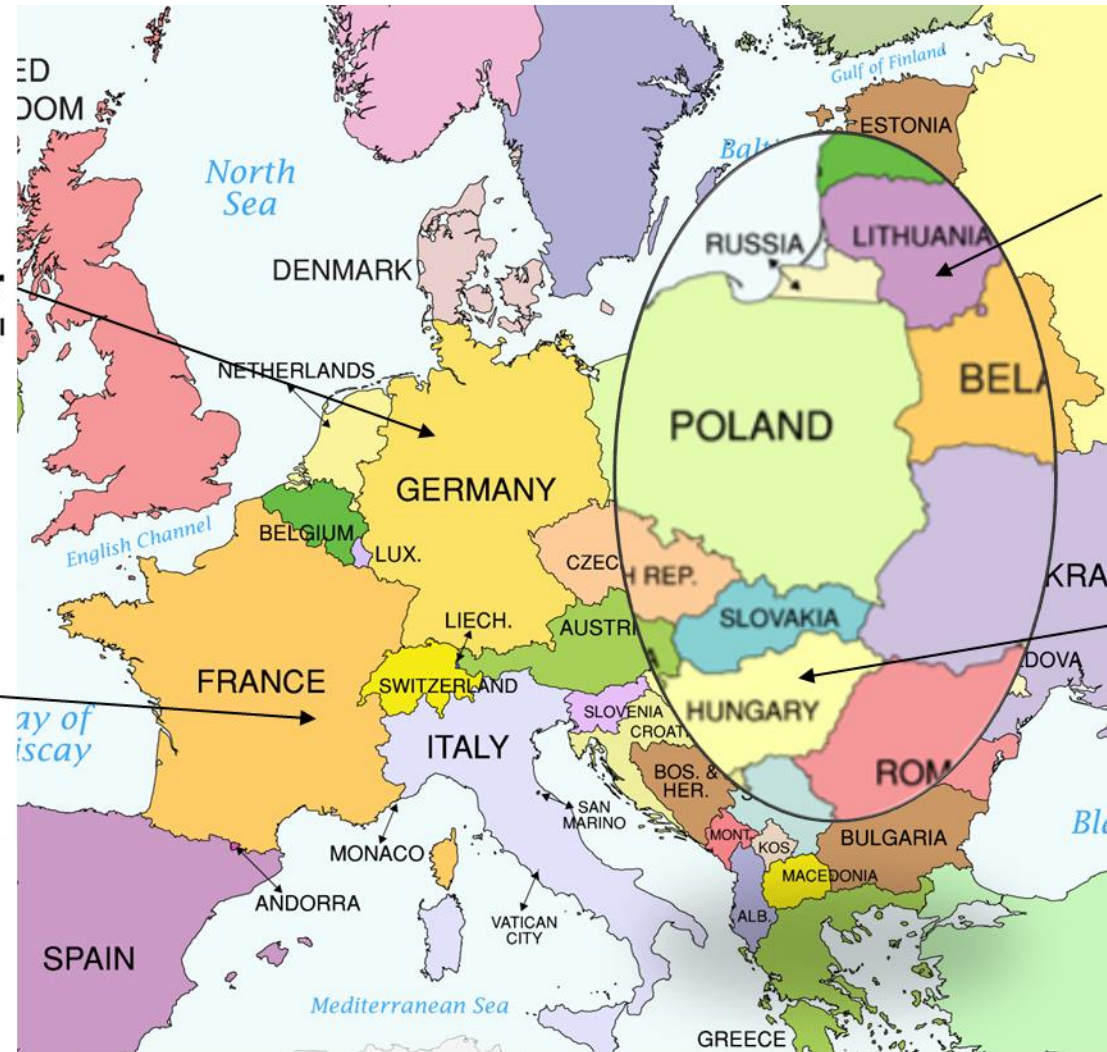 ED
DOM
North
Sea
Gulf of Finland
ESTONIA
Balt
RUSSIA
LITHUANIA
DENMARK
NETHERLANDS
BELA
POLAND
GERMANY
English Channel
BELGIUM
LUX.
CZEC
H REP.
KRA
LIECH.
AUSTRI
A
SLOVAKIA
FRANCE
SWITZERLAND
DOVA
ay of
iscay
SLOVENIA
HUNGARY
CROAT
ITALY
BOS. &
HER.
S
ROM
SAN
MARINO
MONT.
KOS.
BULGARIA
Bla
MONACO
MACEDONIA
ANDORRA
VATICAN
CITY
ALB.
SPAIN
Mediterranean Sea
GREECE